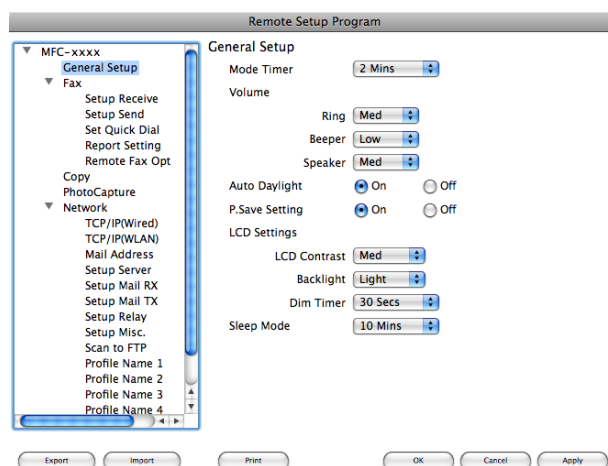 Remote Setup Program
MFC-xxxx
General Setup
Fax
Setup Receive
Setup Send
Set Quick Dial
Report Setting
Remote Fax Opt
Copy
PhotoCapture
Network
TCP/IP(Wired)
TCP/IP(WLAN)
Mail Address
Setup Server
Setup Mail RX
Setup Mail TX
Setup Relay
Setup Misc.
Scan to FTP
Profile Name 1
Profile Name 2
Profile Name 3
Profile Name 4
General Setup
Mode Timer 2 Mins
Volume
Ring Med
Beeper Low
Speaker Med
Auto Daylight On Off
P.Save Setting On Off
LCD Settings
LCD Contrast Med
Backlight Light
Dim Timer 30 Secs
Sleep Mode 10 Mins
Export Import Print OK Cancel Apply